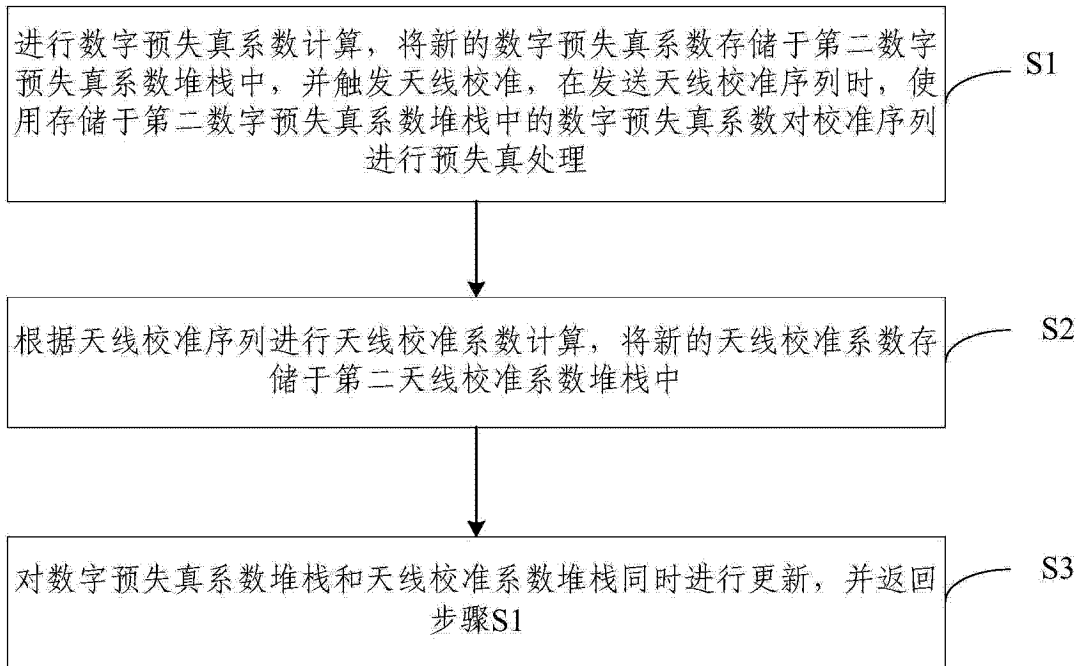 进行数字预失真系数计算，将新的数字预失真系数存储于第二数字
预失真系数堆栈中，并触发天线校准，在发送天线校准序列时，使
用存储于第二数字预失真系数堆栈中的数字预失真系数对校准序列
进行预失真处理
S1
根据天线校准序列进行天线校准系数计算，将新的天线校准系数存
储于第二天线校准系数堆栈中
S2
对数字预失真系数堆栈和天线校准系数堆栈同时进行更新，并返回
步骤S1
S3